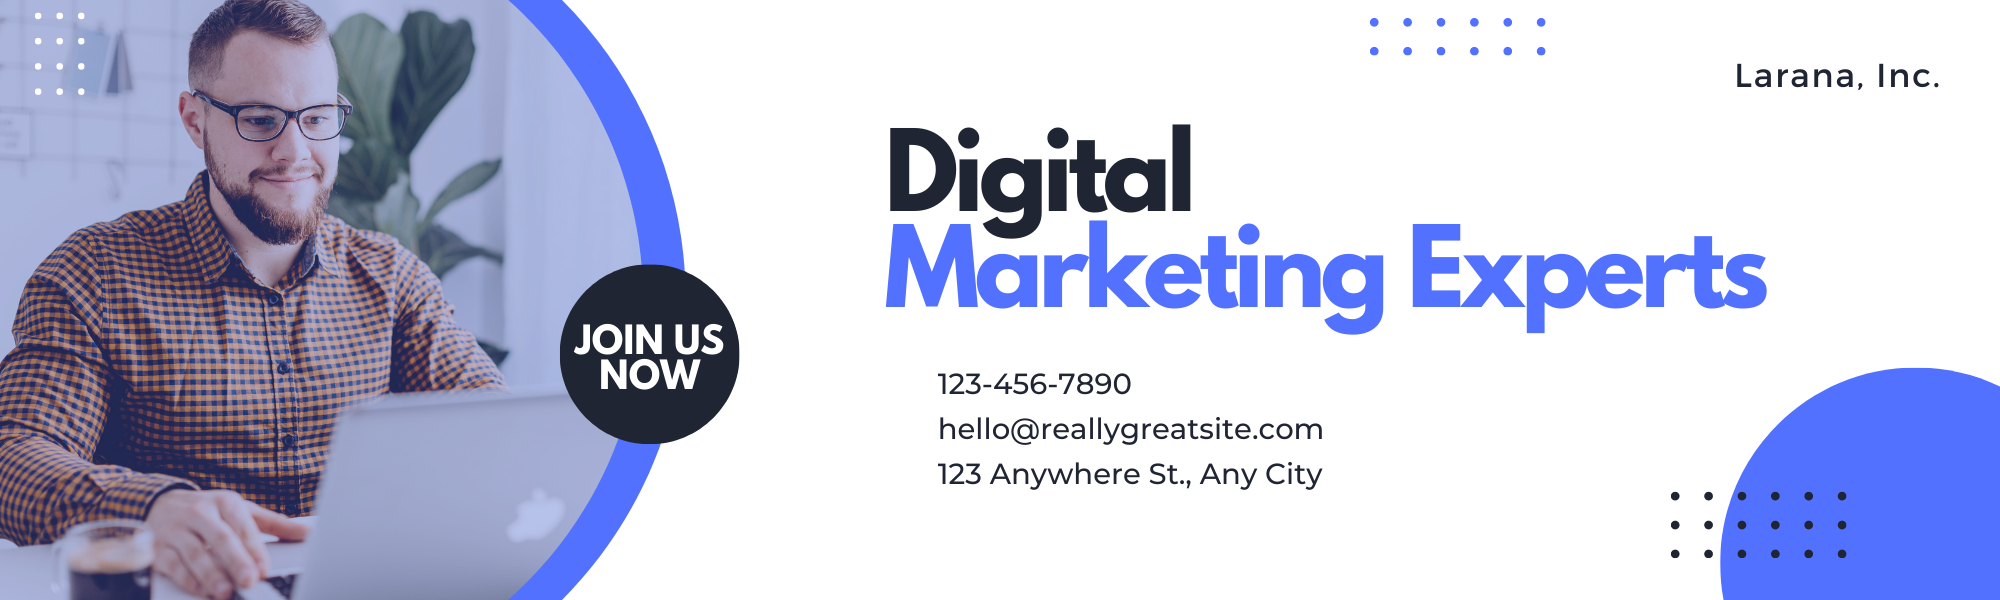 Larana, Inc.
Digital
Marketing Experts
JOIN US
NOW
123-456-7890
hello@reallygreatsite.com
123 Anywhere St., Any City